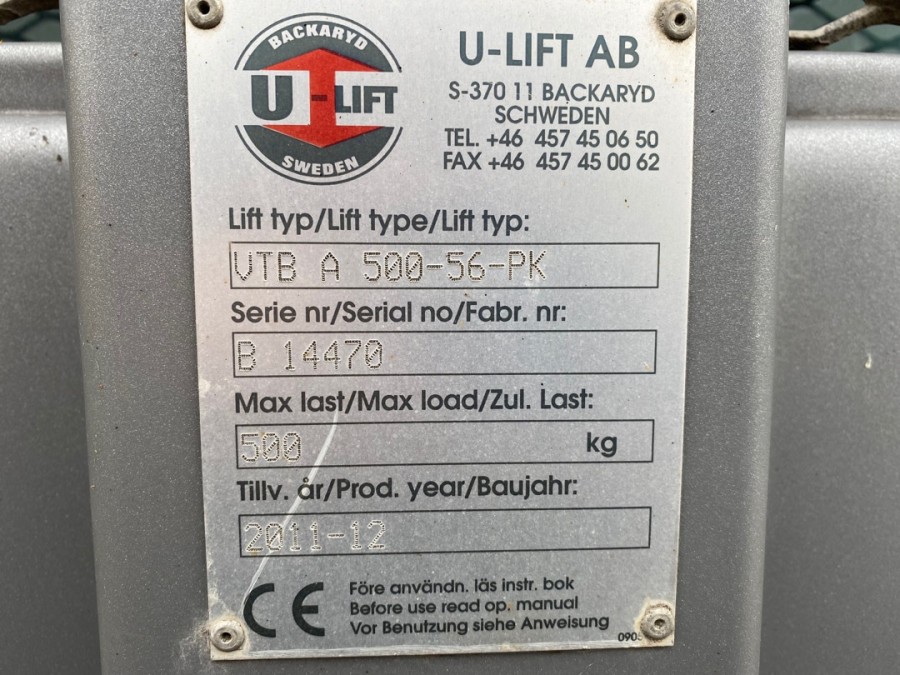 BACKARYD
U-LIFT
SWEDEN
U-LIFT AB
S-370 11 BACKARYD
SCHWEDEN
TEL. +46 457 45 06 50
FAX +46 457 45 00 62
Lift typ/Lift type/Lift typ:
VTB A 500-56-PK
Serie nr/Serial no/Fabr. nr:
B 14470
Max last/Max load/Zul. Last:
500 kg
Tillv. år/Prod. year/Baujahr:
2011-12
CE
Före användn. läs instr. bok
Before use read op. manual
Vor Benutzung siehe Anweisung